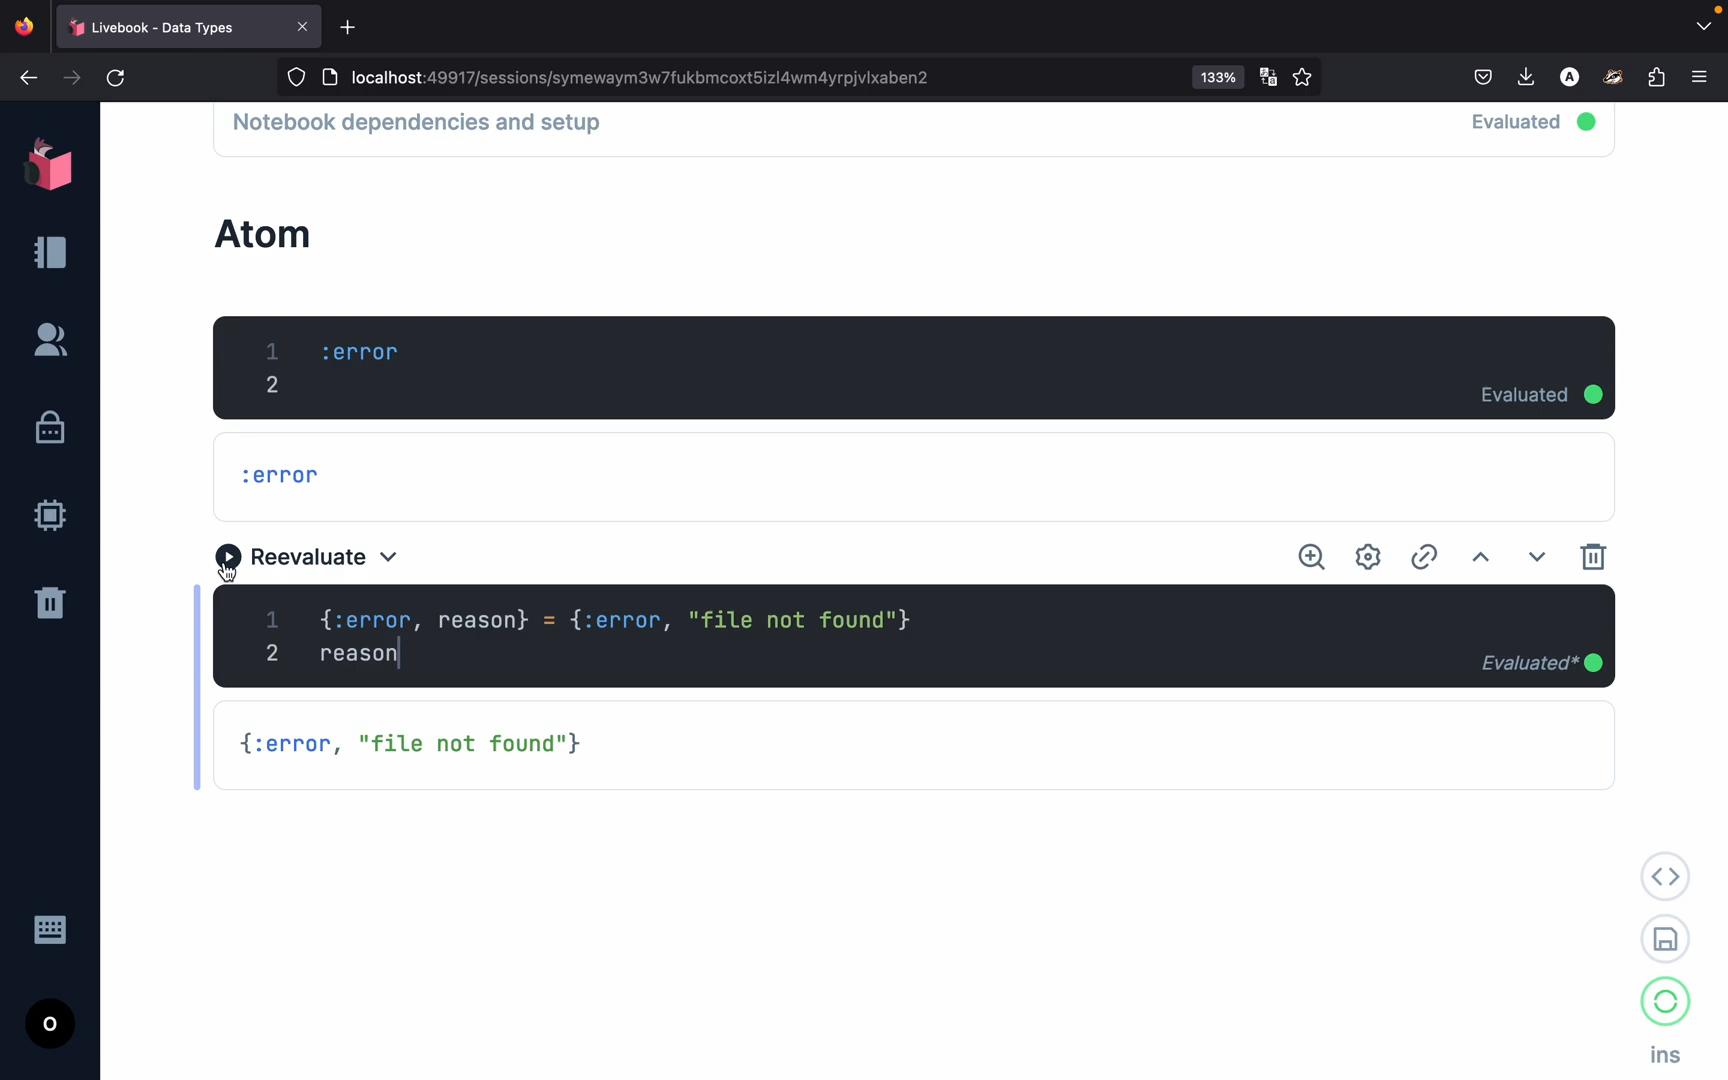 Livebook - Data Types
localhost:49917/sessions/symewaym3w7fukbmcoxt5izl4wm4yrpjvlxaben2
133%
A
Notebook dependencies and setup
Evaluated
Atom
1 :error
2
Evaluated
:error
Reevaluate
1 {:error, reason} = {:error, "file not found"}
2 reason
Evaluated*
{:error, "file not found"}
O
ins